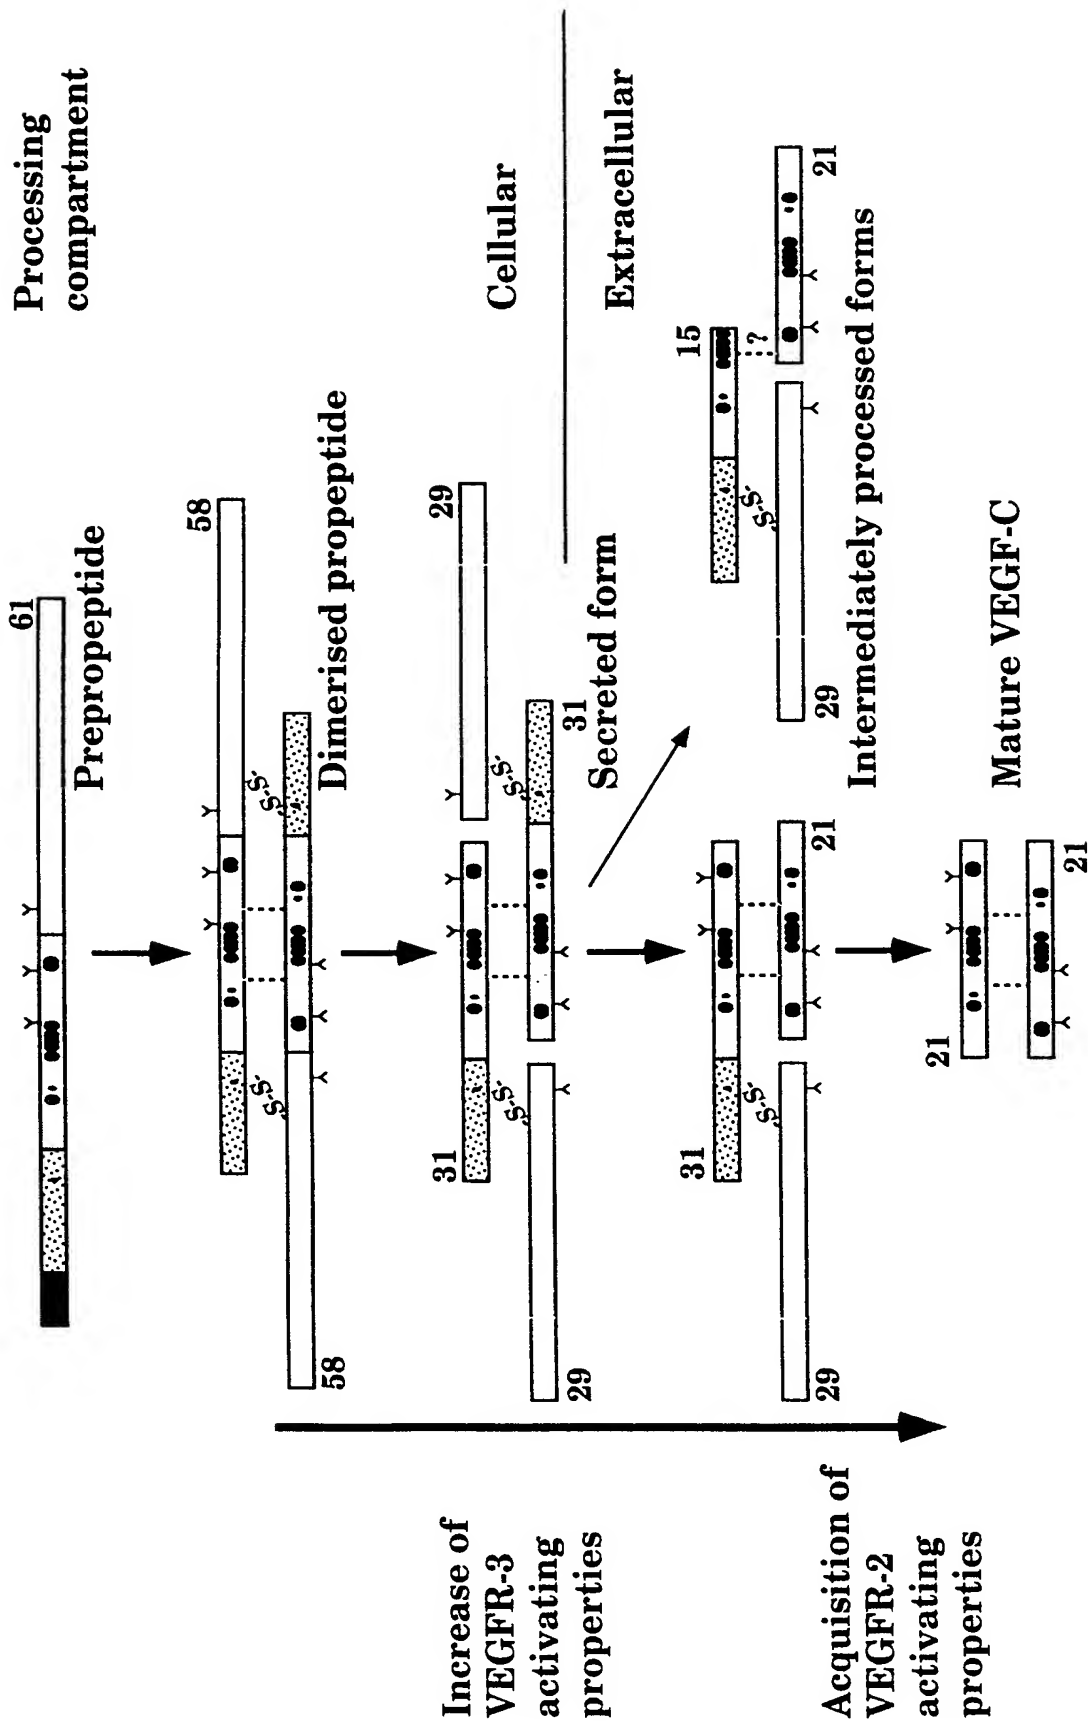 Processing
compartment
61
Prepropeptide
58
58
Dimerised propeptide
S-S
S-S
Cellular
Extracellular
31
29
29
31
S-S
S-S
Secreted form
Increase of
VEGFR-3
activating
properties
31
29
21
S-S
15
?
S-S
29
21
Intermediately processed forms
Acquisition of
VEGFR-2
activating
properties
21
21
Mature VEGF-C